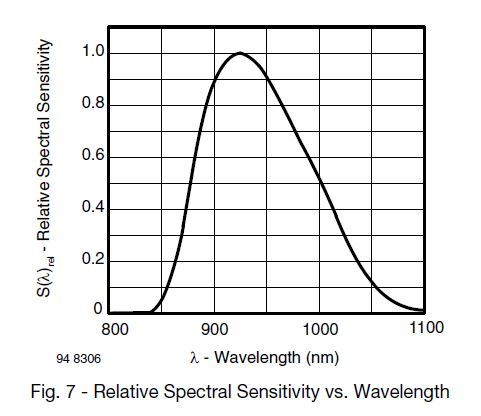 S(λ)rel - Relative Spectral Sensitivity
1.0
0.8
0.6
0.4
0.2
0
800 900 1000 1100
94 8306
λ - Wavelength (nm)
Fig. 7 - Relative Spectral Sensitivity vs. Wavelength